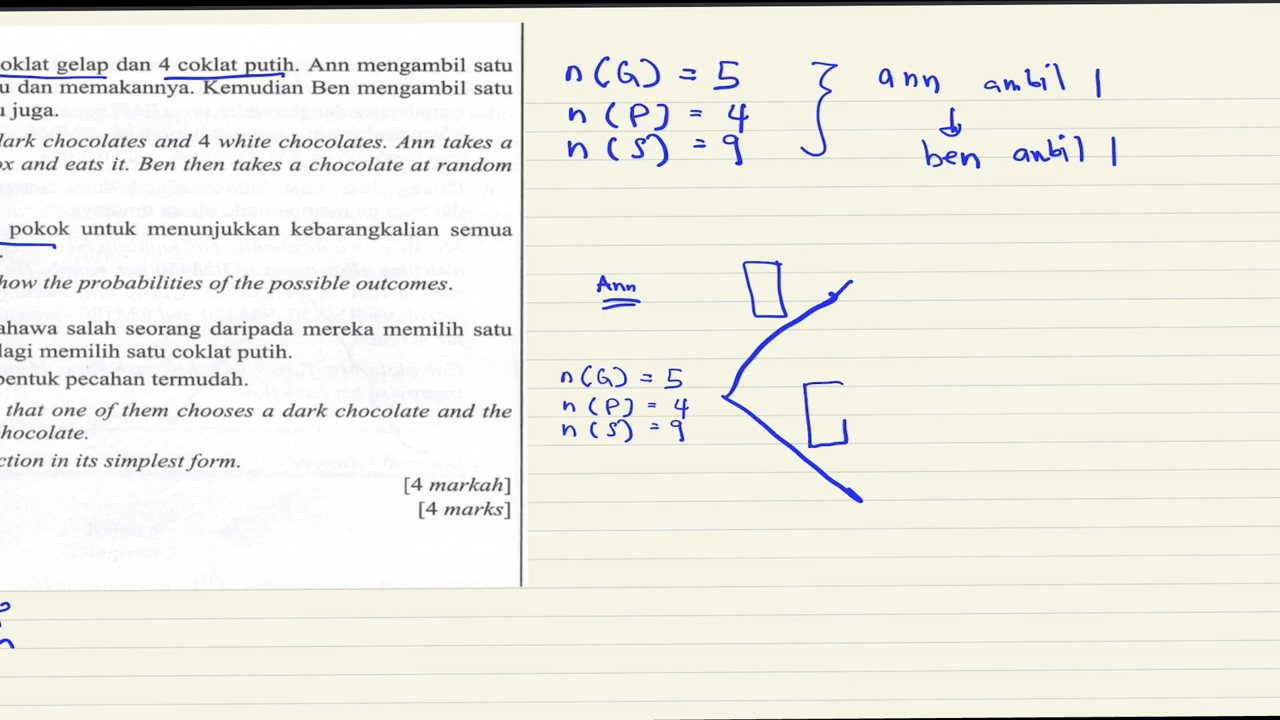 oklat gelap dan 4 coklat putih. Ann mengambil satu
u dan memakannya. Kemudian Ben mengambil satu
u juga.
lark chocolates and 4 white chocolates. Ann takes a
ox and eats it. Ben then takes a chocolate at random
pokok untuk menunjukkan kebarangkalian semua
how the probabilities of the possible outcomes.
ahawa salah seorang daripada mereka memilih satu
lagi memilih satu coklat putih.
bentuk pecahan termudah.
that one of them chooses a dark chocolate and the
hocolate.
ction in its simplest form.
[4 markah]
[4 marks]
n(G) = 5
n(P) = 4
n(S) = 9
ann ambil 1
ben ambil 1
Ann
n(G) = 5
n(P) = 4
n(S) = 9